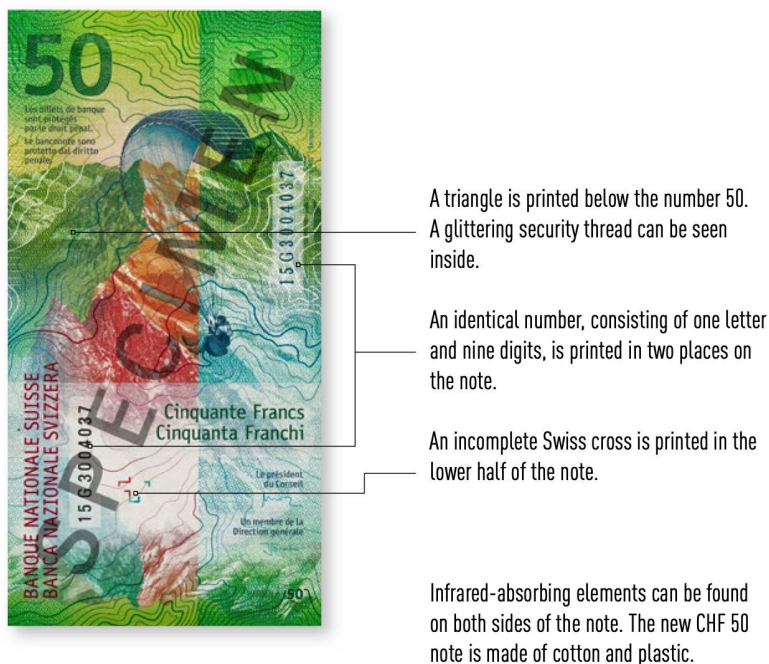 50
Les billets de banque
sont protégés
par le droit pénal.
Le banconote sono
protette dal diritto
penale.
SPECIMEN
15G3004037
BANQUE NATIONALE SUISSE
BANCA NAZIONALE SVIZZERA
15G3004037
Cinquante Francs
Cinquanta Franchi
Le président
du Conseil
Un membre de la
Direction générale
50
A triangle is printed below the number 50.
A glittering security thread can be seen
inside.
An identical number, consisting of one letter
and nine digits, is printed in two places on
the note.
An incomplete Swiss cross is printed in the
lower half of the note.
Infrared-absorbing elements can be found
on both sides of the note. The new CHF 50
note is made of cotton and plastic.